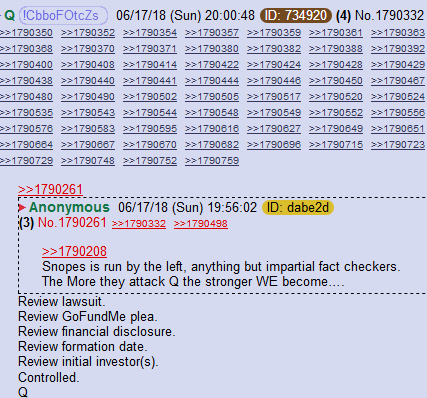 Q !CbboFOtcZs 06/17/18 (Sun) 20:00:48 ID: 734920 (4) No.1790332
>>1790350 >>1790352 >>1790354 >>1790357 >>1790359 >>1790361 >>1790363
>>1790368 >>1790370 >>1790371 >>1790380 >>1790382 >>1790388 >>1790392
>>1790400 >>1790408 >>1790414 >>1790422 >>1790424 >>1790428 >>1790429
>>1790438 >>1790440 >>1790441 >>1790444 >>1790446 >>1790450 >>1790467
>>1790480 >>1790490 >>1790502 >>1790505 >>1790517 >>1790520 >>1790524
>>1790535 >>1790543 >>1790544 >>1790548 >>1790549 >>1790552 >>1790556
>>1790576 >>1790583 >>1790595 >>1790616 >>1790627 >>1790649 >>1790651
>>1790664 >>1790667 >>1790670 >>1790682 >>1790696 >>1790715 >>1790723
>>1790729 >>1790748 >>1790752 >>1790759
>>1790261
Anonymous 06/17/18 (Sun) 19:56:02 ID: dabe2d
(3) No.1790261 >>1790332 >>1790498
>>1790208
Snopes is run by the left, anything but impartial fact checkers.
The More they attack Q the stronger WE become....
Review lawsuit.
Review GoFundMe plea.
Review financial disclosure.
Review formation date.
Review initial investor(s).
Controlled.
Q